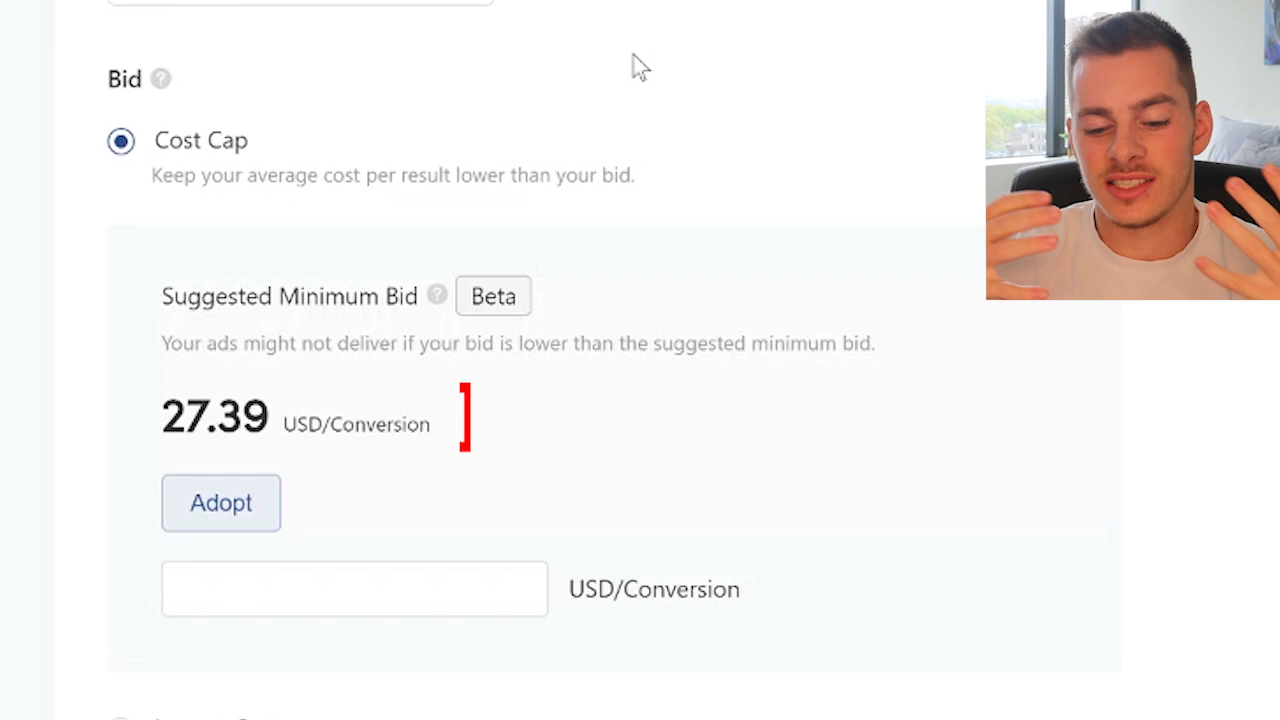 Bid ?
Cost Cap
Keep your average cost per result lower than your bid.
Suggested Minimum Bid ? Beta
Your ads might not deliver if your bid is lower than the suggested minimum bid.
27.39 USD/Conversion
Adopt
USD/Conversion